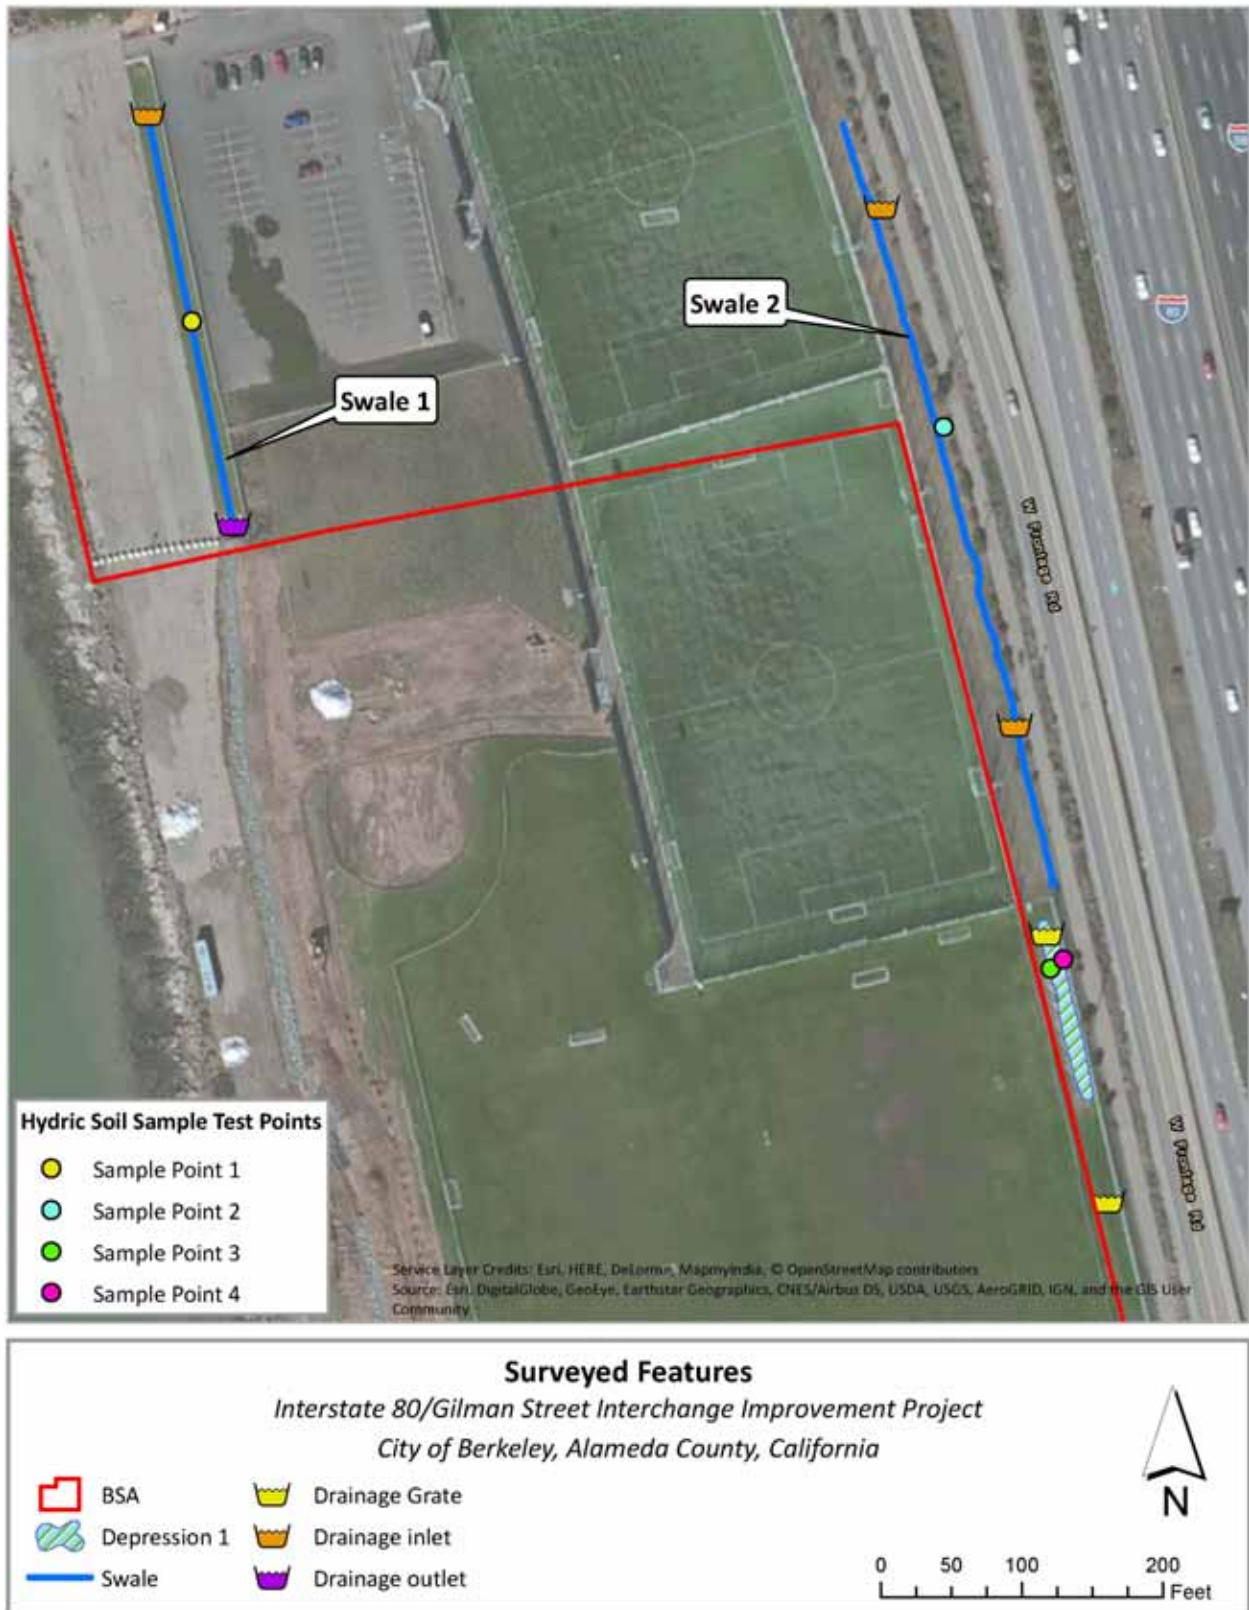 Swale 2
Swale 1
W Frontage Rd
W Frontage Rd
80
Hydric Soil Sample Test Points
Sample Point 1
Sample Point 2
Sample Point 3
Sample Point 4
Service Layer Credits: Esri, HERE, DeLorme, MapmyIndia, © OpenStreetMap contributors
Source: Esri, DigitalGlobe, GeoEye, Earthstar Geographics, CNES/Airbus DS, USDA, USGS, AeroGRID, IGN, and the GIS User
Community
Surveyed Features
Interstate 80/Gilman Street Interchange Improvement Project
City of Berkeley, Alameda County, California
BSA
Drainage Grate
Depression 1
Drainage inlet
Swale
Drainage outlet
N
0 50 100 200
Feet